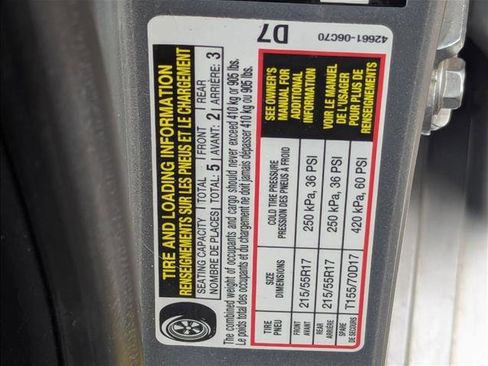 42661-06C70
D7
TIRE AND LOADING INFORMATION
RENSEIGNEMENTS SUR LES PNEUS ET LE CHARGEMENT
SEATING CAPACITY TOTAL FRONT REAR
NOMBRE DE PLACES: TOTAL: 5 AVANT: 2 ARRIÈRE: 3
The combined weight of occupants and cargo should never exceed 410 kg or 905 lbs.
Le poids total des occupants et du chargement ne doit jamais dépasser 410 kg ou 905 lbs.
TIRE SIZE COLD TIRE PRESSURE
PNEU DIMENSIONS PRESSION DES PNEUS À FROID
FRONT
AVANT 215/55R17 250 kPa, 36 PSI
REAR
ARRIÈRE 215/55R17 250 kPa, 36 PSI
SPARE
DE SECOURS T155/70D17 420 kPa, 60 PSI
SEE OWNER'S
MANUAL FOR
ADDITIONAL
INFORMATION
VOIR LE MANUEL
DE L'USAGER
POUR PLUS DE
RENSEIGNEMENTS